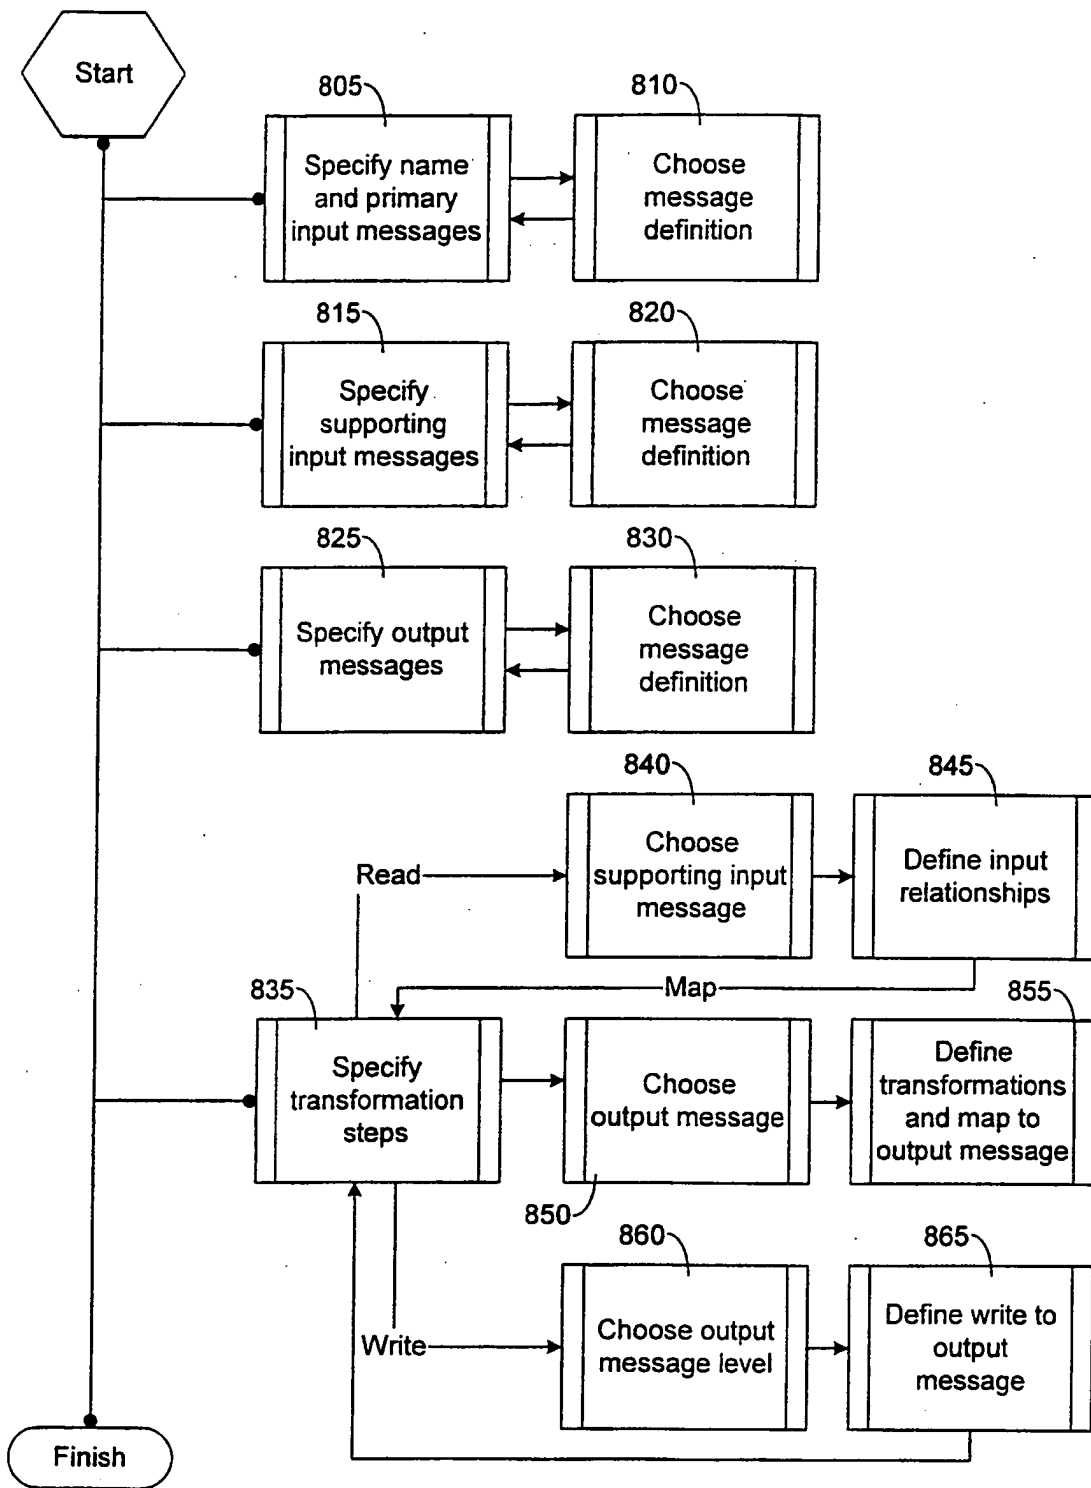 Start
805
Specify name
and primary
input messages
810
Choose
message
definition
815
Specify
supporting
input messages
820
Choose
message
definition
825
Specify output
messages
830
Choose
message
definition
840
Choose
supporting input
message
845
Define input
relationships
Read
Map
835
Specify
transformation
steps
850
Choose
output message
855
Define
transformations
and map to
output message
Write
860
Choose output
message level
865
Define write to
output
message
Finish